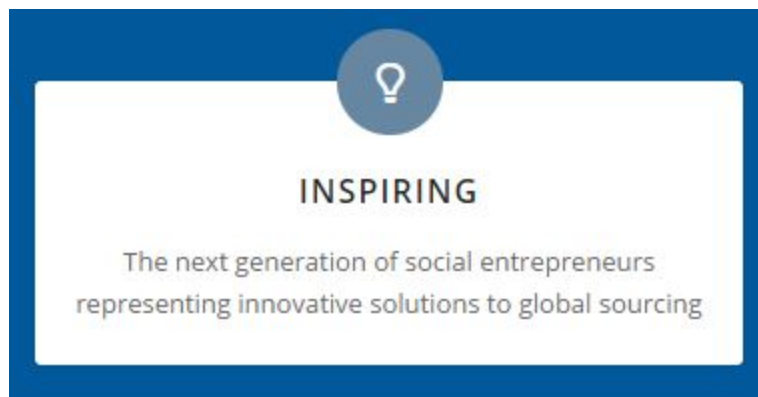 INSPIRING
The next generation of social entrepreneurs
representing innovative solutions to global sourcing